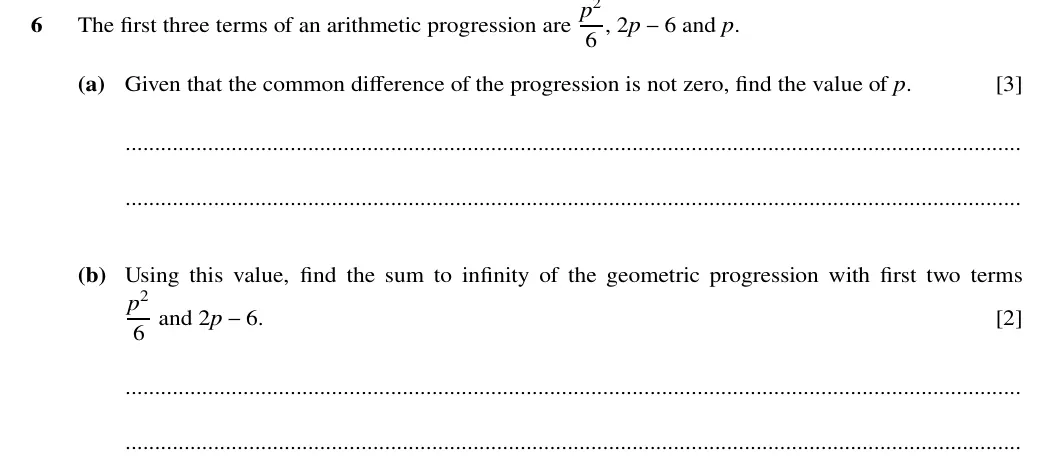 6 The first three terms of an arithmetic progression are p²/6, 2p – 6 and p.
(a) Given that the common difference of the progression is not zero, find the value of p. [3]
(b) Using this value, find the sum to infinity of the geometric progression with first two terms
p²/6 and 2p – 6. [2]